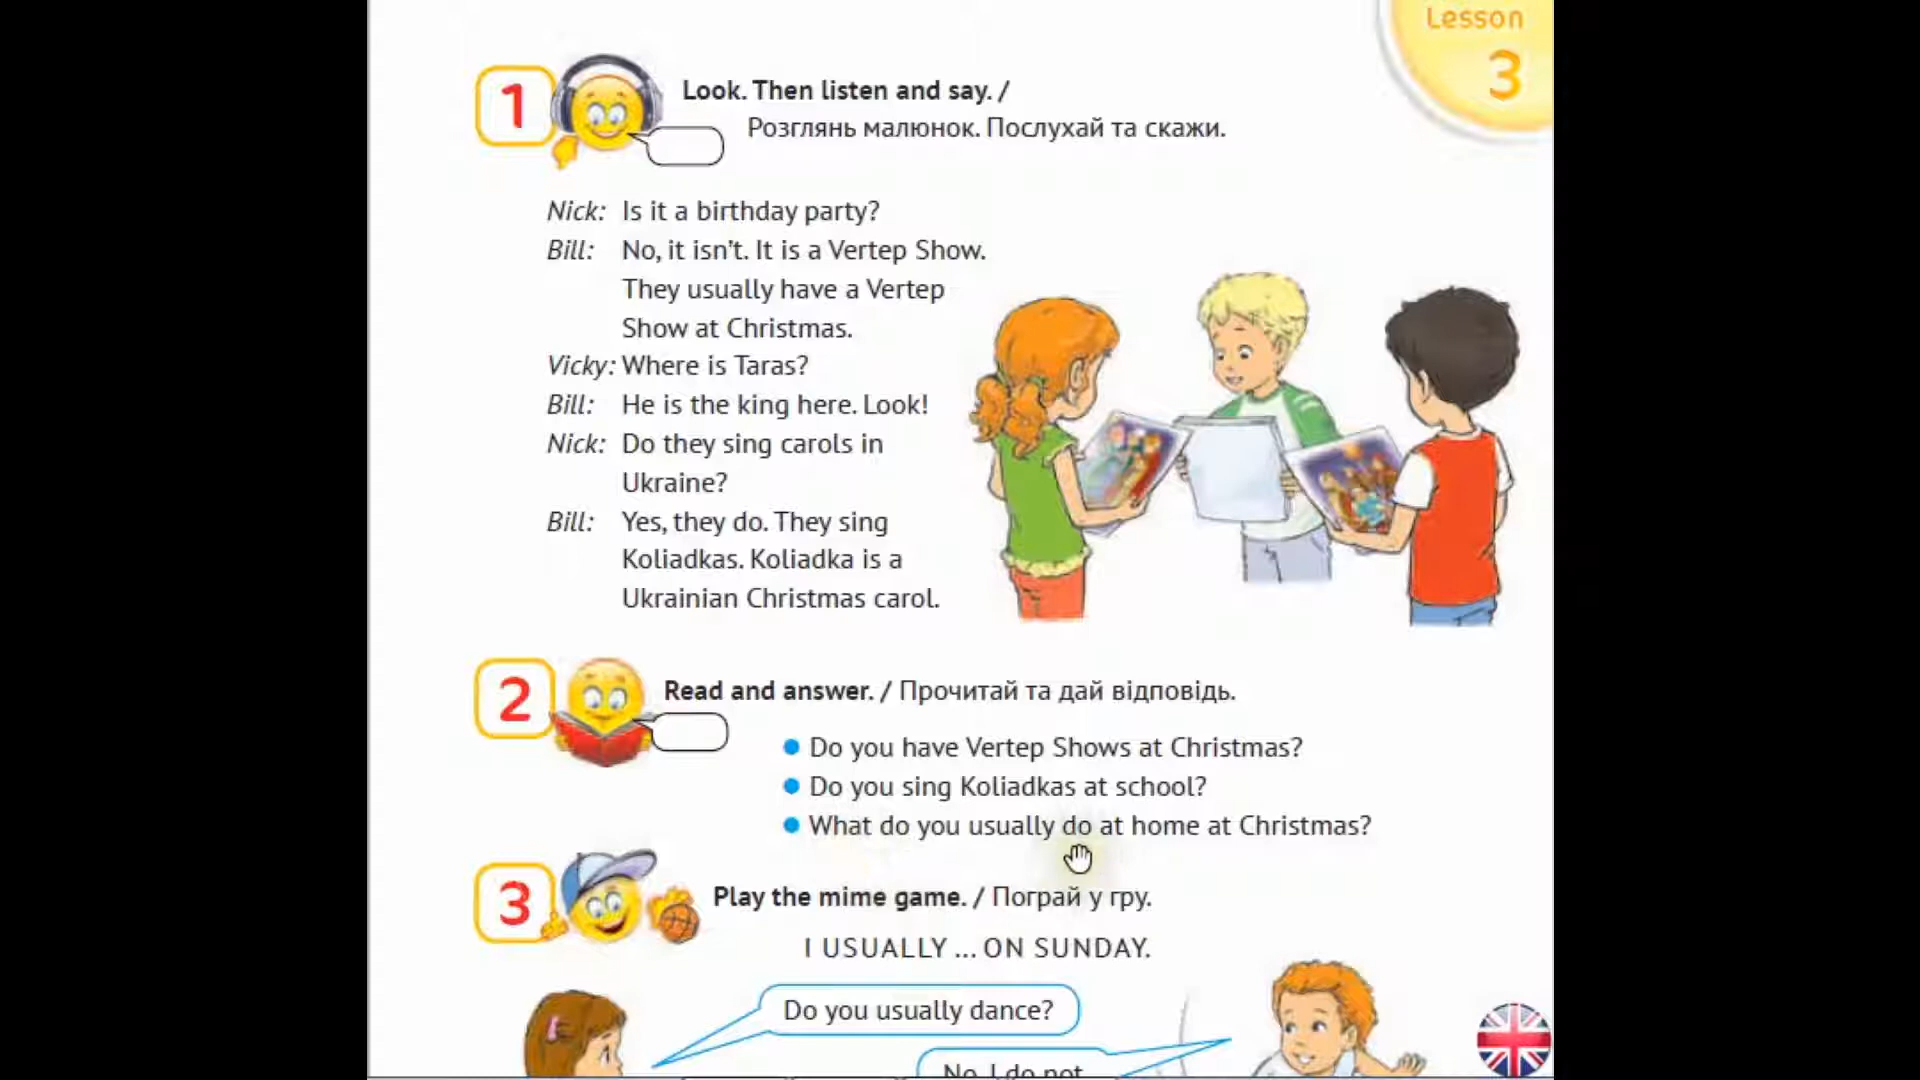 Lesson
3
1
Look. Then listen and say. /
Розглянь малюнок. Послухай та скажи.
Nick: Is it a birthday party?
Bill: No, it isn't. It is a Vertep Show.
They usually have a Vertep
Show at Christmas.
Vicky: Where is Taras?
Bill: He is the king here. Look!
Nick: Do they sing carols in
Ukraine?
Bill: Yes, they do. They sing
Koliadkas. Koliadka is a
Ukrainian Christmas carol.
2
Read and answer. / Прочитай та дай відповідь.
• Do you have Vertep Shows at Christmas?
• Do you sing Koliadkas at school?
• What do you usually do at home at Christmas?
3
Play the mime game. / Пограй у гру.
I USUALLY ... ON SUNDAY.
Do you usually dance?
No, I do not